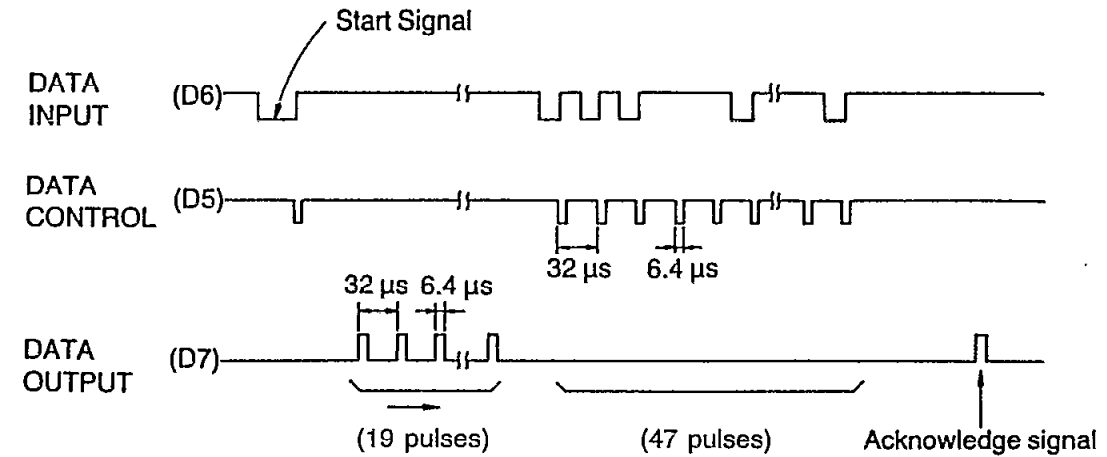 Start Signal
DATA
INPUT
(D6)
DATA
CONTROL
(D5)
32 µs
6.4 µs
32 µs
6.4 µs
DATA
OUTPUT
(D7)
(19 pulses)
(47 pulses)
Acknowledge signal